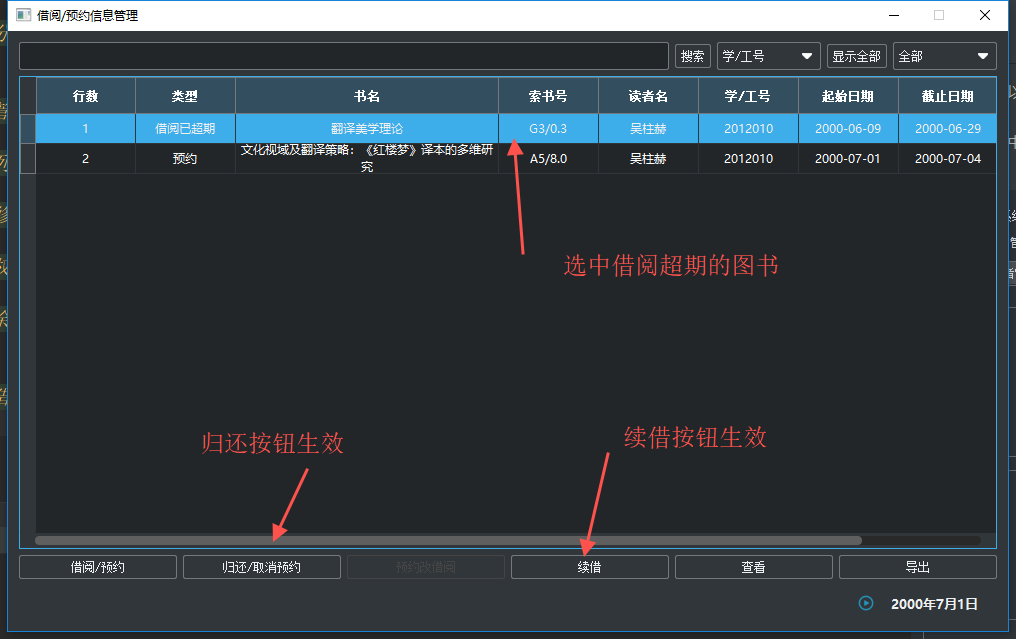 借阅/预约信息管理
搜索 学/工号 显示全部 全部
行数 类型 书名 索书号 读者名 学/工号 起始日期 截止日期
1 借阅已超期 翻译美学理论 G3/0.3 吴柱赫 2012010 2000-06-09 2000-06-29
2 预约 文化视域及翻译策略：《红楼梦》译本的多维研究 A5/8.0 吴柱赫 2012010 2000-07-01 2000-07-04
选中借阅超期的图书
归还按钮生效
续借按钮生效
借阅/预约 归还/取消预约 预约改借阅 续借 查看 导出
2000年7月1日